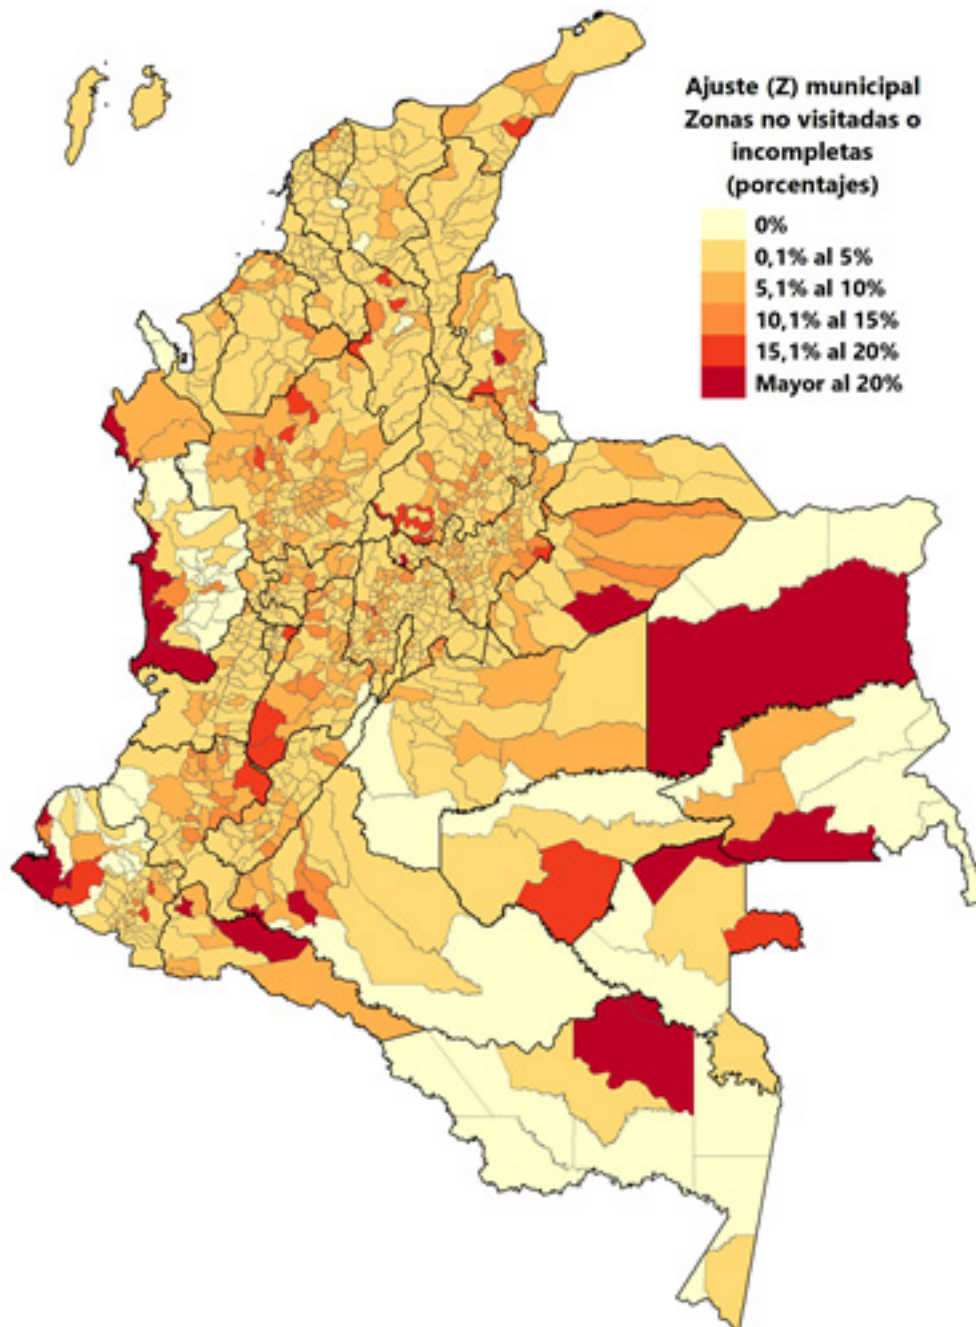 Ajuste (Z) municipal
Zonas no visitadas o
incompletas
(porcentajes)
0%
0,1% al 5%
5,1% al 10%
10,1% al 15%
15,1% al 20%
Mayor al 20%